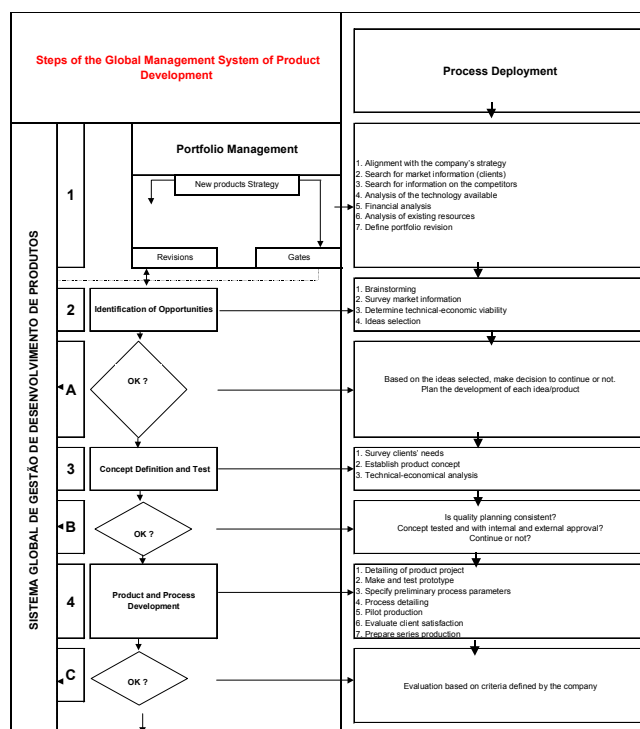 Steps of the Global Management System of Product
Development
Process Deployment
SISTEMA GLOBAL DE GESTÃO DE DESENVOLVIMENTO DE PRODUTOS
1
Portfolio Management
New products Strategy
Revisions
Gates
1. Alignment with the company's strategy
2. Search for market information (clients)
3. Search for information on the competitors
4. Analysis of the technology available
5. Financial analysis
6. Analysis of existing resources
7. Define portfolio revision
2
Identification of Opportunities
1. Brainstorming
2. Survey market information
3. Determine technical-economic viability
4. Ideas selection
A
OK ?
Based on the ideas selected, make decision to continue or not.
Plan the development of each idea/product
3
Concept Definition and Test
1. Survey clients' needs
2. Establish product concept
3. Technical-economical analysis
B
OK ?
Is quality planning consistent?
Concept tested and with internal and external approval?
Continue or not?
4
Product and Process
Development
1. Detailing of product project
2. Make and test prototype
3. Specify preliminary process parameters
4. Process detailing
5. Pilot production
6. Evaluate client satisfaction
7. Prepare series production
C
OK ?
Evaluation based on criteria defined by the company